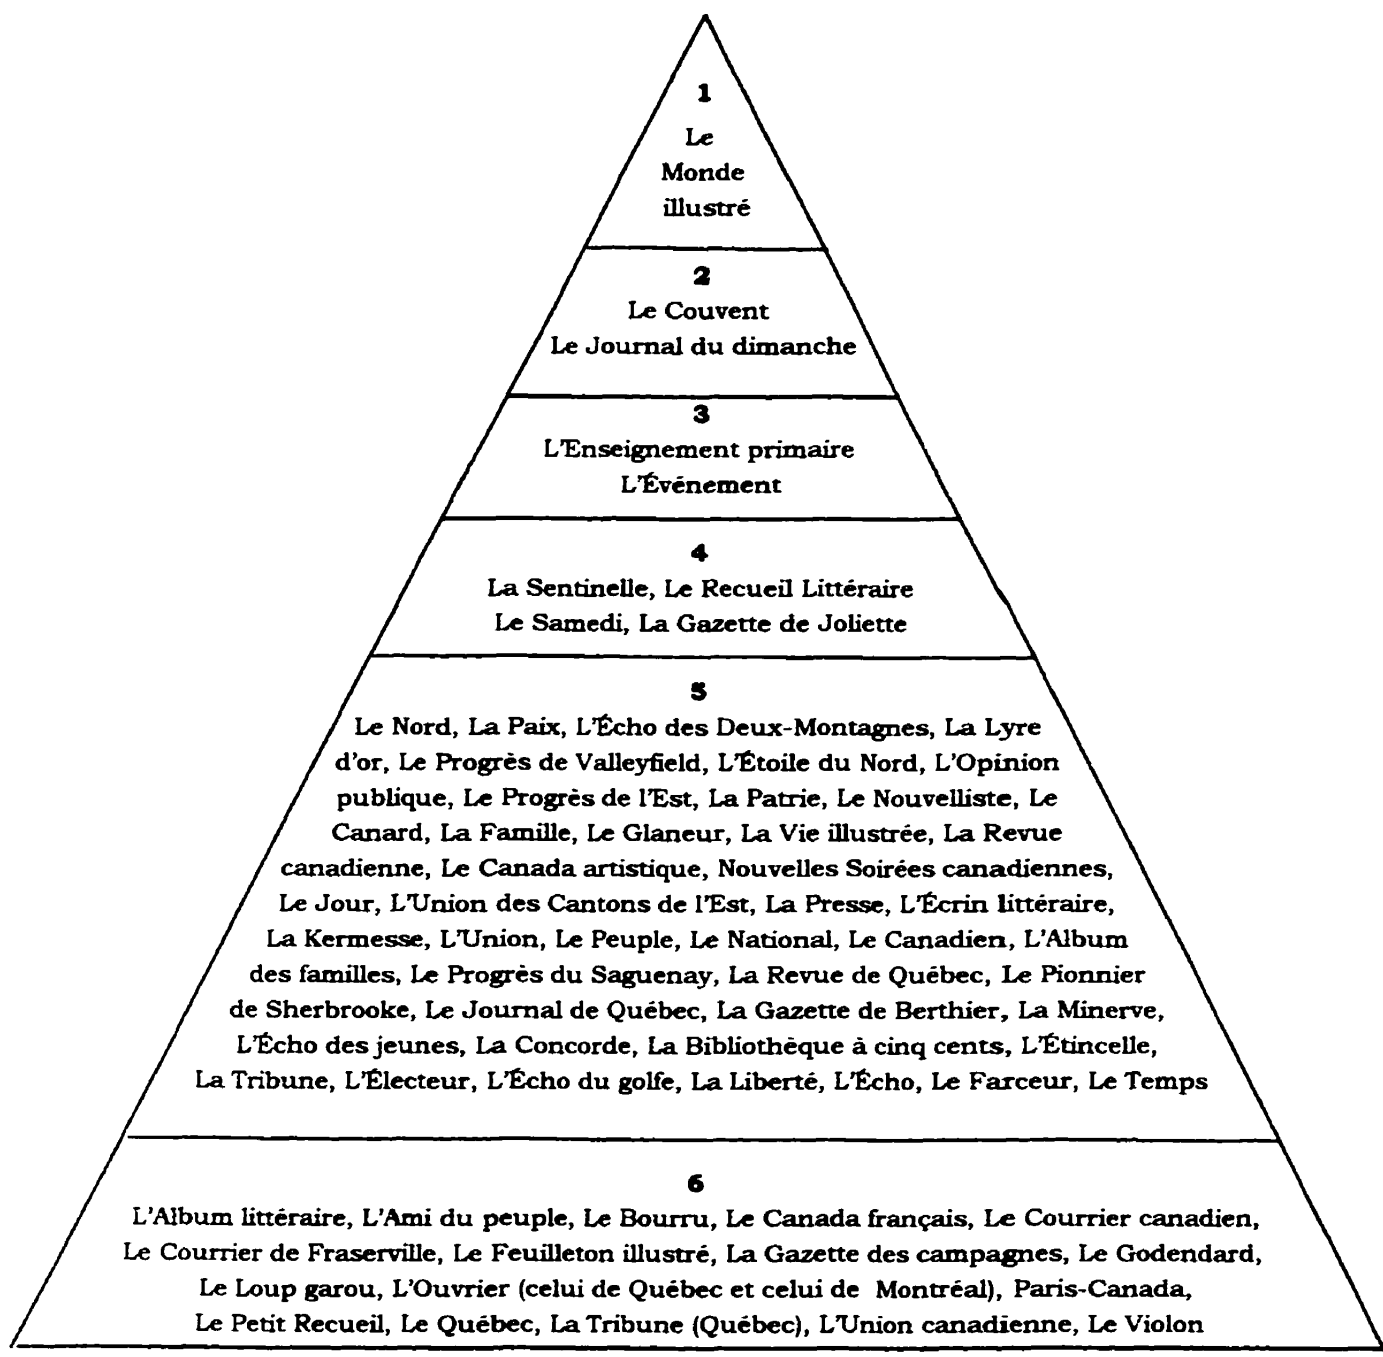 1
Le
Monde
illustré
2
Le Couvent
Le Journal du dimanche
3
L'Enseignement primaire
L'Événement
4
La Sentinelle, Le Recueil Littéraire
Le Samedi, La Gazette de Joliette
5
Le Nord, La Paix, L'Écho des Deux-Montagnes, La Lyre
d'or, Le Progrès de Valleyfield, L'Étoile du Nord, L'Opinion
publique, Le Progrès de l'Est, La Patrie, Le Nouvelliste, Le
Canard, La Famille, Le Glaneur, La Vie illustrée, La Revue
canadienne, Le Canada artistique, Nouvelles Soirées canadiennes,
Le Jour, L'Union des Cantons de l'Est, La Presse, L'Écrin littéraire,
La Kermesse, L'Union, Le Peuple, Le National, Le Canadien, L'Album
des familles, Le Progrès du Saguenay, La Revue de Québec, Le Pionnier
de Sherbrooke, Le Journal de Québec, La Gazette de Berthier, La Minerve,
L'Écho des jeunes, La Concorde, La Bibliothèque à cinq cents, L'Étincelle,
La Tribune, L'Électeur, L'Écho du golfe, La Liberté, L'Écho, Le Farceur, Le Temps
6
L'Album littéraire, L'Ami du peuple, Le Bourru, Le Canada français, Le Courrier canadien,
Le Courrier de Fraserville, Le Feuilleton illustré, La Gazette des campagnes, Le Godendard,
Le Loup garou, L'Ouvrier (celui de Québec et celui de Montréal), Paris-Canada,
Le Petit Recueil, Le Québec, La Tribune (Québec), L'Union canadienne, Le Violon